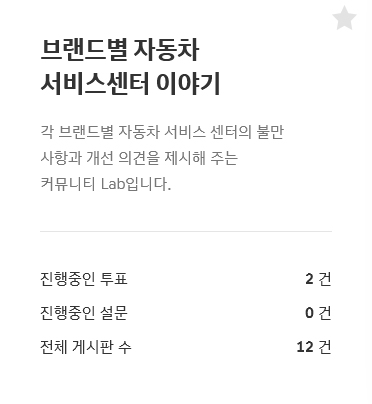 브랜드별 자동차
서비스센터 이야기
각 브랜드별 자동차 서비스 센터의 불만
사항과 개선 의견을 제시해 주는
커뮤니티 Lab입니다.
진행중인 투표 2 건
진행중인 설문 0 건
전체 게시판 수 12 건